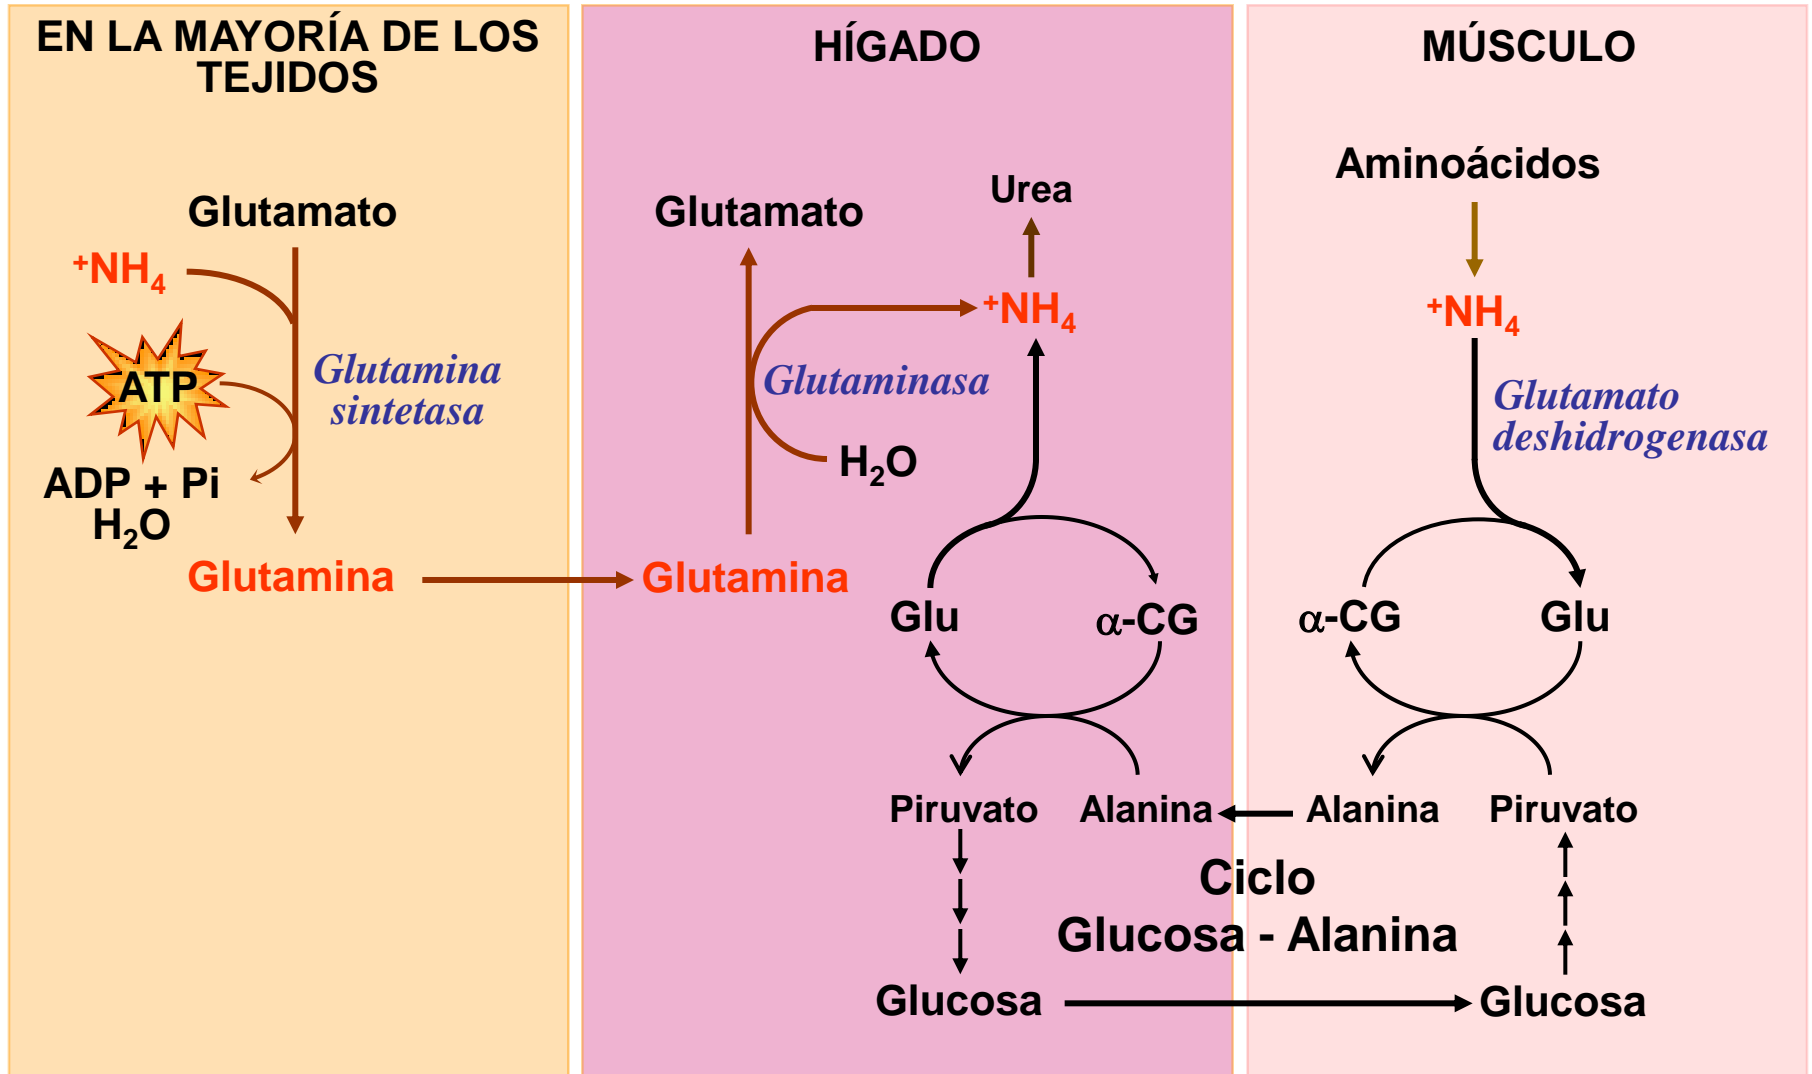 EN LA MAYORÍA DE LOS
TEJIDOS
Glutamato
⁺NH₄
ATP
Glutamina
sintetasa
ADP + Pi
H₂O
Glutamina
HÍGADO
Glutamato
Urea
⁺NH₄
Glutaminasa
H₂O
Glutamina
Glu
α-CG
Piruvato
Alanina
Glucosa
MÚSCULO
Aminoácidos
⁺NH₄
Glutamato
deshidrogenasa
α-CG
Glu
Alanina
Piruvato
Ciclo
Glucosa - Alanina
Glucosa